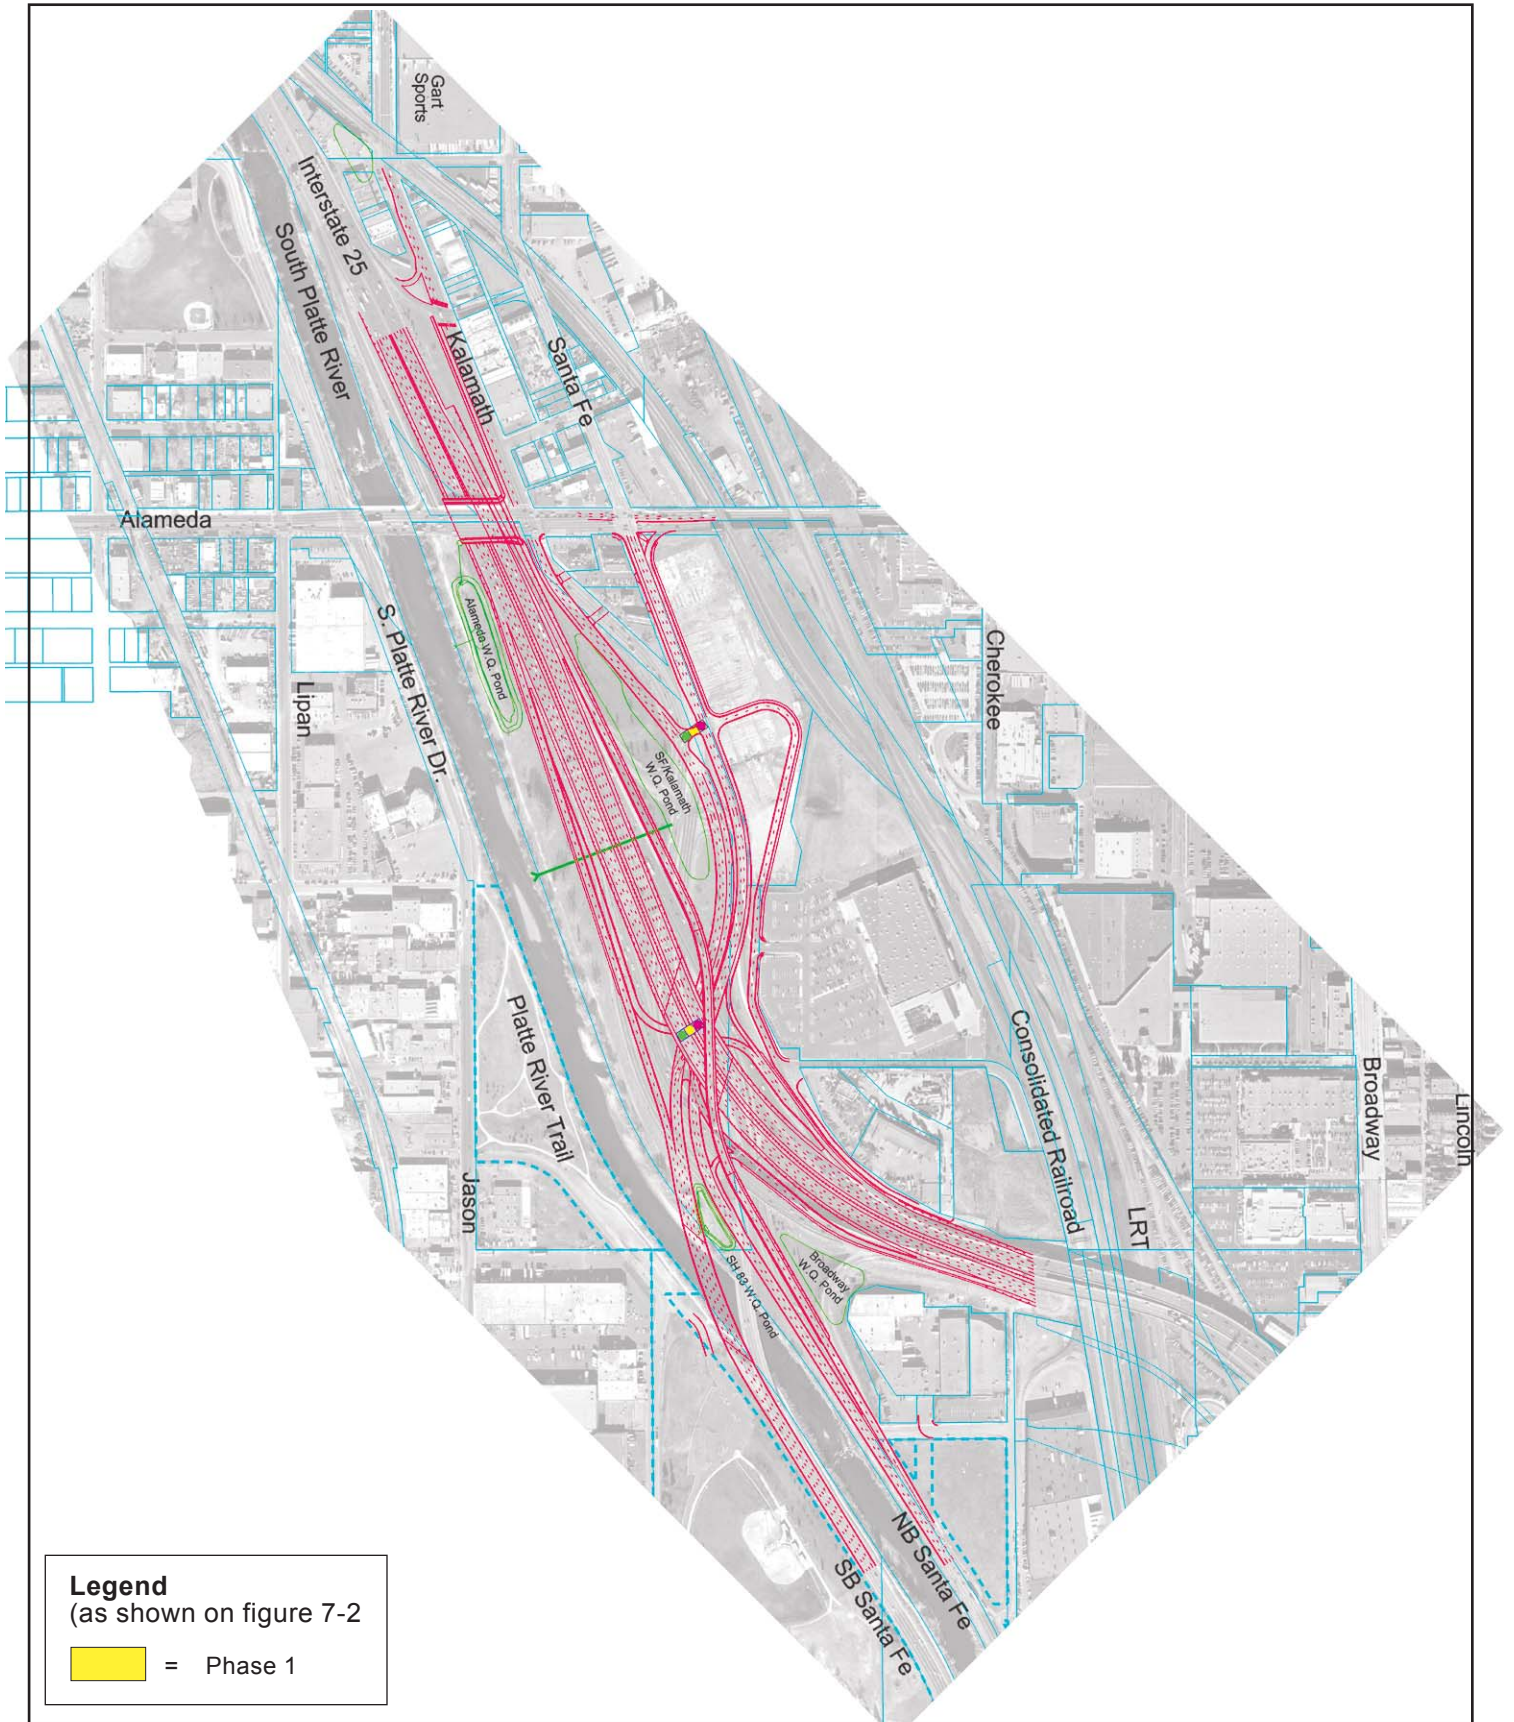 Gart
Sports
Interstate 25
South Platte River
Kalamath
Santa Fe
Alameda
Alameda W.Q. Pond
S. Platte River Dr.
Lipan
Cherokee
SF/Kalamath
W.Q. Pond
Platte River Trail
Consolidated Railroad
Broadway
Lincoln
Jason
LRT
Broadway
W.Q. Pond
SH 83 W.Q. Pond
NB Santa Fe
SB Santa Fe
Legend
(as shown on figure 7-2
= Phase 1